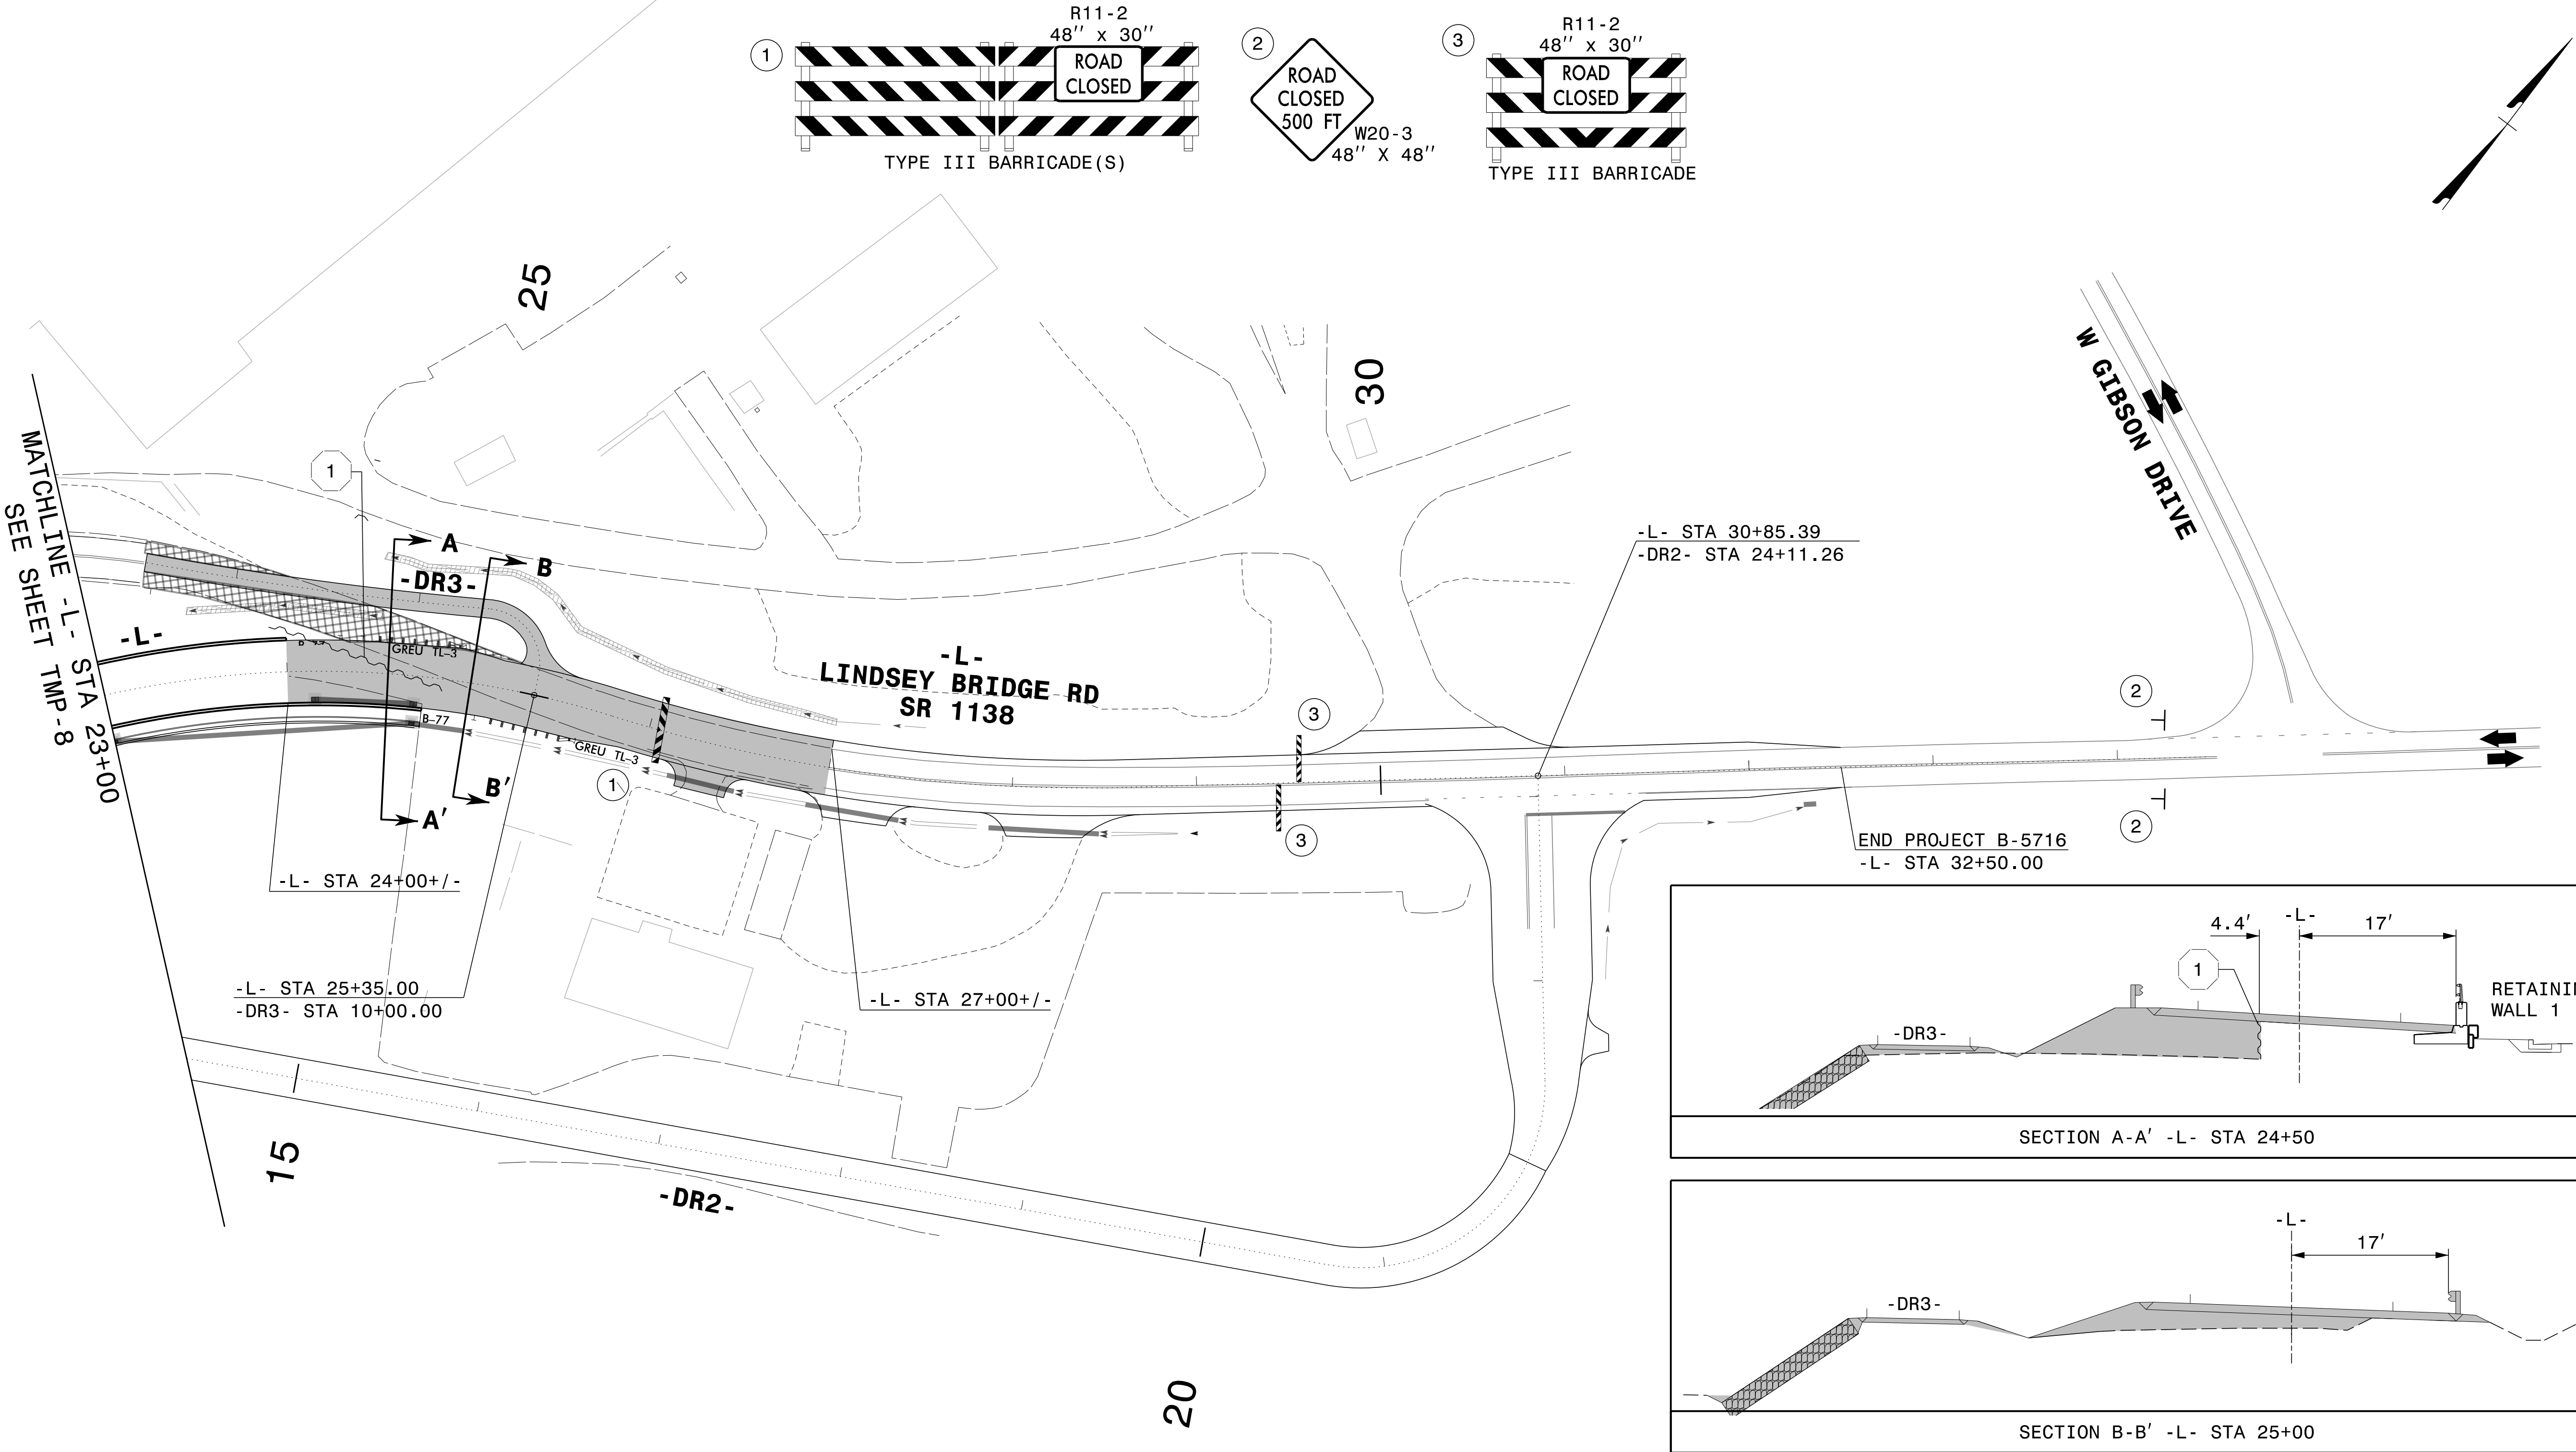 1
R11-2
48'' x 30''
ROAD
CLOSED
TYPE III BARRICADE(S)
2
ROAD
CLOSED
500 FT
W20-3
48'' X 48''
3
R11-2
48'' x 30''
ROAD
CLOSED
TYPE III BARRICADE
25
30
W GIBSON DRIVE
MATCHLINE -L- STA 23+00
SEE SHEET TMP-8
1
A
B
-DR3-
-L-
GREU TL-3
B-77
GREU TL-3
-L-
LINDSEY BRIDGE RD
SR 1138
-L- STA 30+85.39
-DR2- STA 24+11.26
2
3
1
B'
A'
3
2
END PROJECT B-5716
-L- STA 32+50.00
-L- STA 24+00+/-
-L- STA 25+35.00
-DR3- STA 10+00.00
-L- STA 27+00+/-
15
-DR2-
20
4.4'
-L-
17'
1
-DR3-
WALL 1
SECTION A-A' -L- STA 24+50
-L-
17'
-DR3-
SECTION B-B' -L- STA 25+00